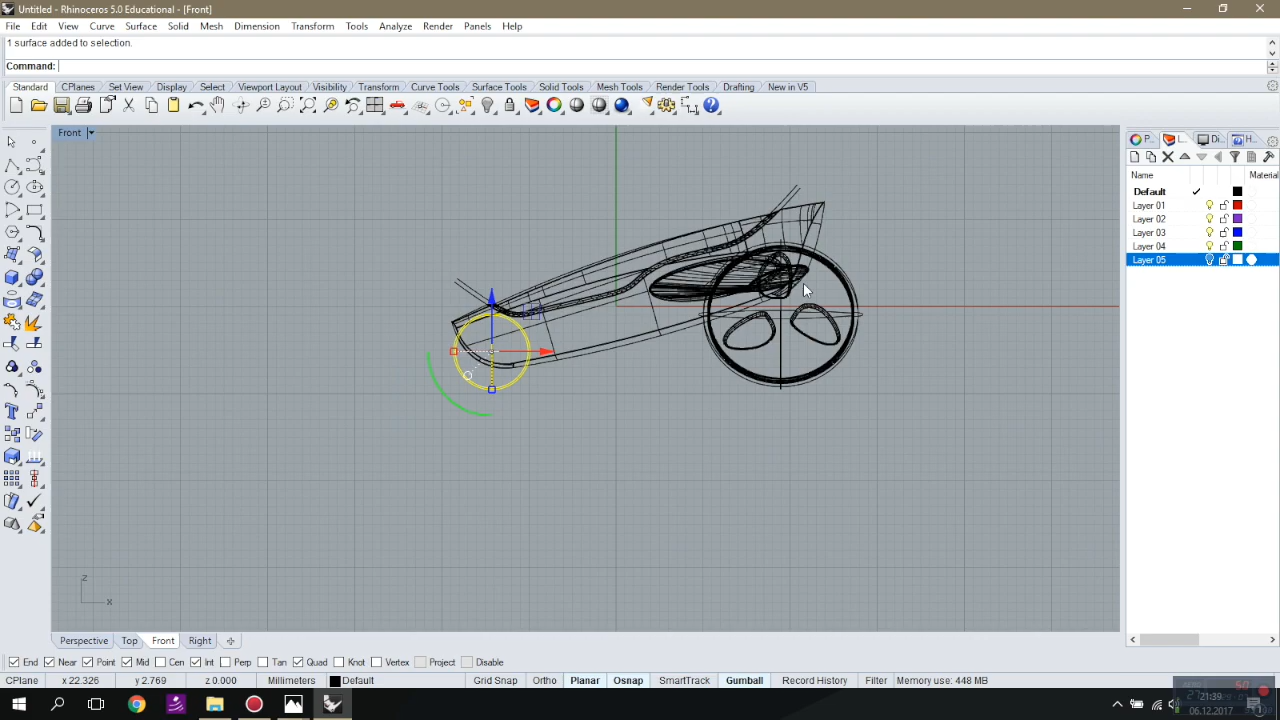 Untitled - Rhinoceros 5.0 Educational - [Front]
File Edit View Curve Surface Solid Mesh Dimension Transform Tools Analyze Render Panels Help
1 surface added to selection.
Command:
Standard CPlanes Set View Display Select Viewport Layout Visibility Transform Curve Tools Surface Tools Solid Tools Mesh Tools Render Tools Drafting New in V5
Front
P... L... Di... H...
Name Material
Default
Layer 01
Layer 02
Layer 03
Layer 04
Layer 05
z
x
Perspective Top Front Right
End Near Point Mid Cen Int Perp Tan Quad Knot Vertex Project Disable
CPlane x 22.326 y 2.769 z 0.000 Millimeters Default Grid Snap Ortho Planar Osnap SmartTrack Gumball Record History Filter Memory use: 448 MB
21:39
06.12.2017